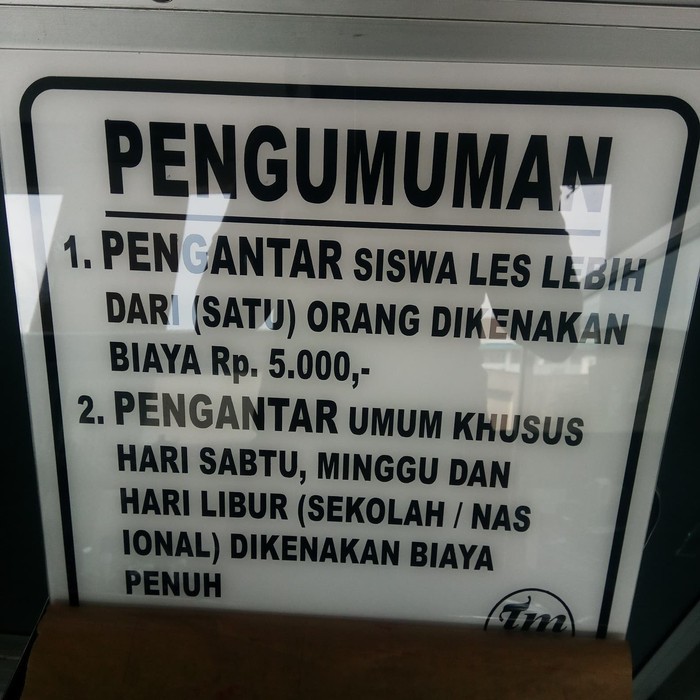 PENGUMUMAN
1. PENGANTAR SISWA LES LEBIH
DARI (SATU) ORANG DIKENAKAN
BIAYA Rp. 5.000,-
2. PENGANTAR UMUM KHUSUS
HARI SABTU, MINGGU DAN
HARI LIBUR (SEKOLAH / NAS
IONAL) DIKENAKAN BIAYA
PENUH
Tm